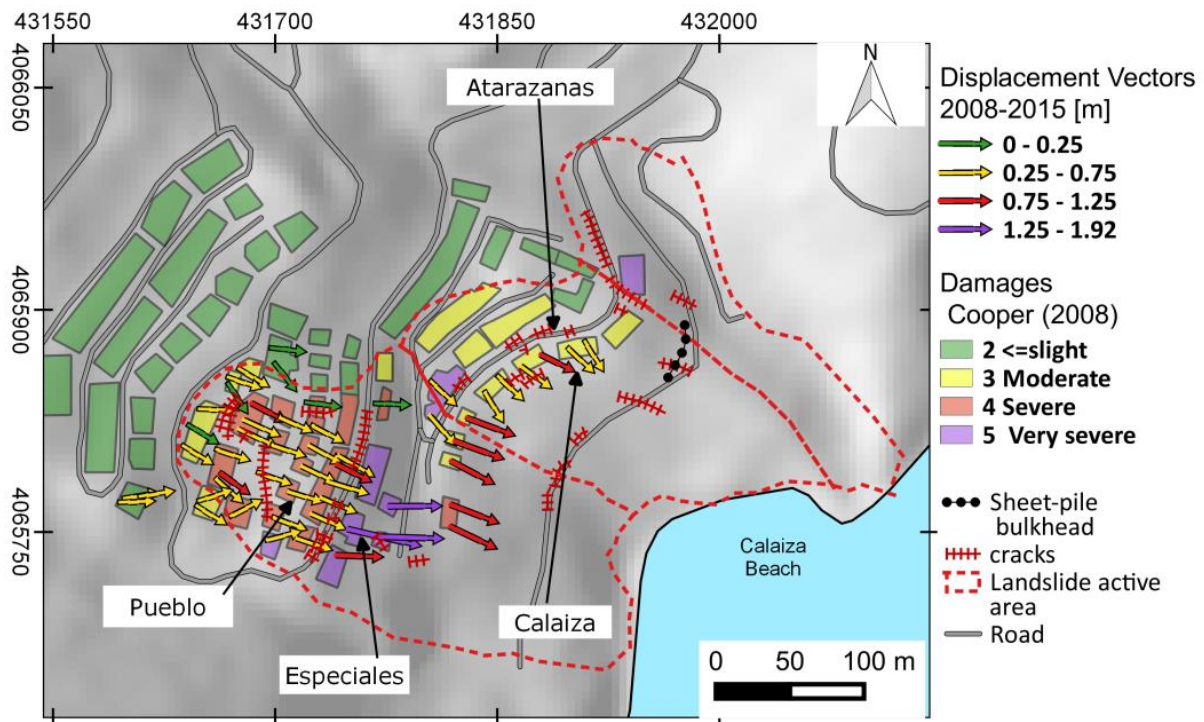 431550
431700
431850
432000
4066050
4065900
4065750
N
Atarazanas
Pueblo
Especiales
Calaiza
Calaiza
Beach
0 50 100 m
Displacement Vectors
2008-2015 [m]
0 - 0.25
0.25 - 0.75
0.75 - 1.25
1.25 - 1.92
Damages
Cooper (2008)
2 <=slight
3 Moderate
4 Severe
5 Very severe
Sheet-pile
bulkhead
cracks
Landslide active
area
Road